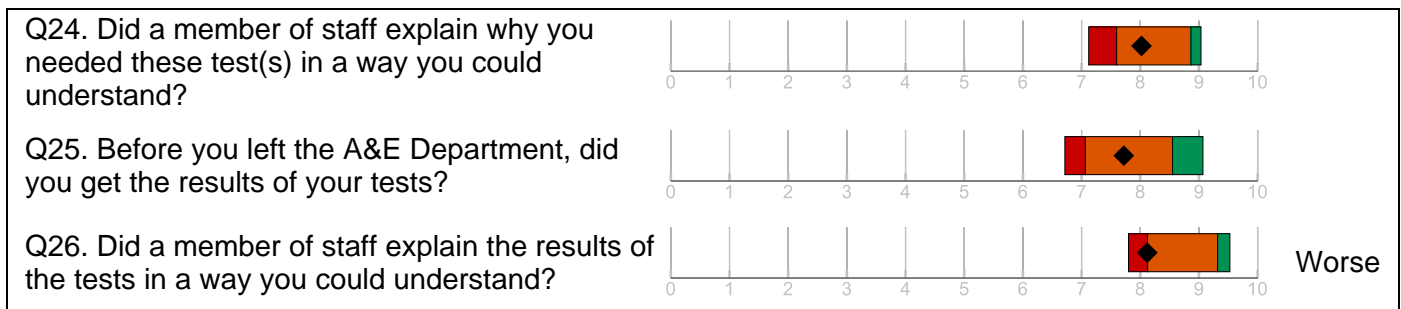 Q24. Did a member of staff explain why you
needed these test(s) in a way you could
understand?
0 1 2 3 4 5 6 7 8 9 10
Q25. Before you left the A&E Department, did
you get the results of your tests?
0 1 2 3 4 5 6 7 8 9 10
Q26. Did a member of staff explain the results of
the tests in a way you could understand?
Worse
0 1 2 3 4 5 6 7 8 9 10